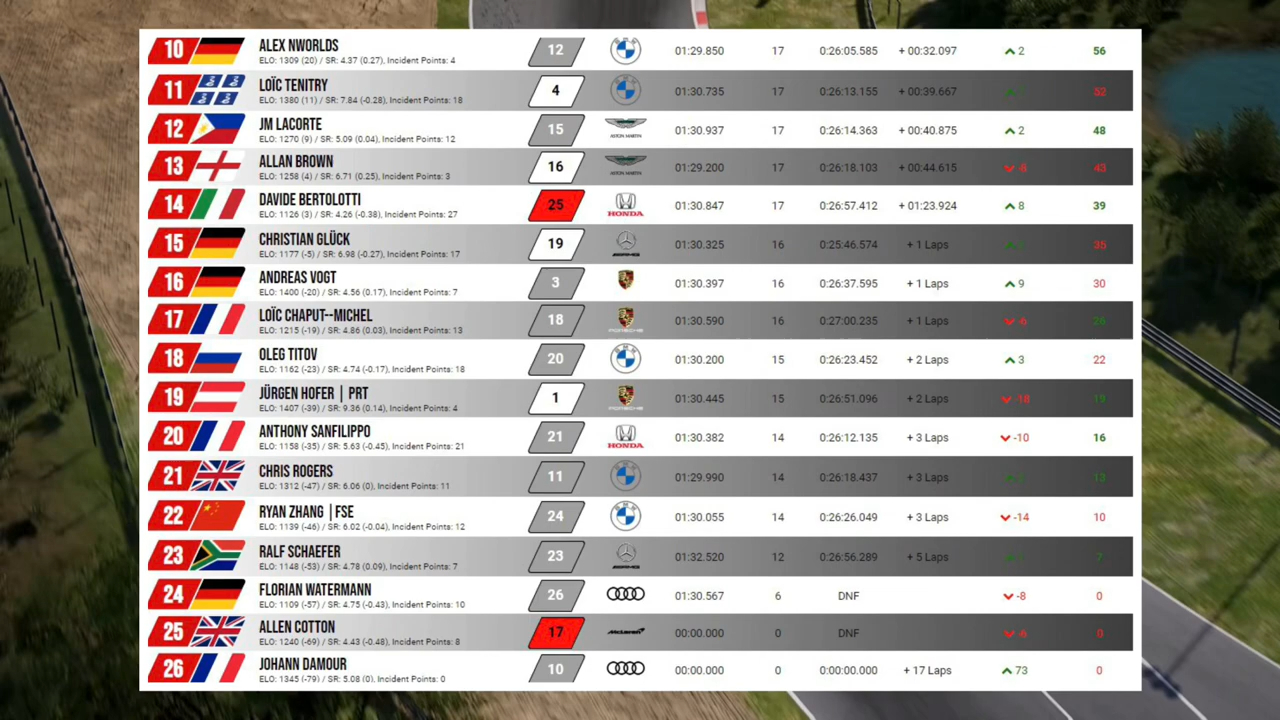 10 ALEX NWORLDS 12 01:29.850 17 0:26:05.585 + 00:32.097 2 56
ELO: 1309 (20) / SR: 4.37 (0.27), Incident Points: 4
11 LOÏC TENITRY 4 01:30.735 17 0:26:13.155 + 00:39.667 52
ELO: 1380 (11) / SR: 7.84 (-0.28), Incident Points: 18
12 JM LACORTE 15 ASTON MARTIN 01:30.937 17 0:26:14.363 + 00:40.875 2 48
ELO: 1270 (9) / SR: 5.09 (0.04), Incident Points: 12
13 ALLAN BROWN 16 ASTON MARTIN 01:29.200 17 0:26:18.103 + 00:44.615 -6 43
ELO: 1258 (4) / SR: 6.71 (0.25), Incident Points: 3
14 DAVIDE BERTOLOTTI 25 HONDA 01:30.847 17 0:26:57.412 + 01:23.924 8 39
ELO: 1126 (3) / SR: 4.26 (-0.38), Incident Points: 27
15 CHRISTIAN GLÜCK 19 AMG 01:30.325 16 0:25:46.574 + 1 Laps 35
ELO: 1177 (-5) / SR: 6.98 (-0.27), Incident Points: 17
16 ANDREAS VOGT 3 01:30.397 16 0:26:37.595 + 1 Laps 9 30
ELO: 1400 (-20) / SR: 4.56 (0.17), Incident Points: 7
17 LOÏC CHAPUT--MICHEL 18 PORSCHE 01:30.590 16 0:27:00.235 + 1 Laps -6 26
ELO: 1215 (-19) / SR: 4.86 (0.03), Incident Points: 13
18 OLEG TITOV 20 01:30.200 15 0:26:23.452 + 2 Laps 3 22
ELO: 1162 (-23) / SR: 4.74 (-0.17), Incident Points: 18
19 JÜRGEN HOFER | PRT 1 PORSCHE 01:30.445 15 0:26:51.096 + 2 Laps -18 19
ELO: 1407 (-39) / SR: 9.36 (0.14), Incident Points: 4
20 ANTHONY SANFILIPPO 21 HONDA 01:30.382 14 0:26:12.135 + 3 Laps -10 16
ELO: 1158 (-35) / SR: 5.63 (-0.45), Incident Points: 21
21 CHRIS ROGERS 11 01:29.990 14 0:26:18.437 + 3 Laps 13
ELO: 1312 (-47) / SR: 6.06 (0), Incident Points: 11
22 RYAN ZHANG |FSE 24 01:30.055 14 0:26:26.049 + 3 Laps -14 10
ELO: 1139 (-46) / SR: 6.02 (-0.04), Incident Points: 12
23 RALF SCHAEFER 23 AMG 01:32.520 12 0:26:56.289 + 5 Laps 7
ELO: 1148 (-53) / SR: 4.78 (0.09), Incident Points: 7
24 FLORIAN WATERMANN 26 01:30.567 6 DNF -8 0
ELO: 1109 (-57) / SR: 4.75 (-0.43), Incident Points: 10
25 ALLEN COTTON 17 McLaren 00:00.000 0 DNF -6 0
ELO: 1240 (-69) / SR: 4.43 (-0.48), Incident Points: 8
26 JOHANN DAMOUR 10 00:00.000 0 0:00:00.000 + 17 Laps 73 0
ELO: 1345 (-79) / SR: 5.08 (0), Incident Points: 0